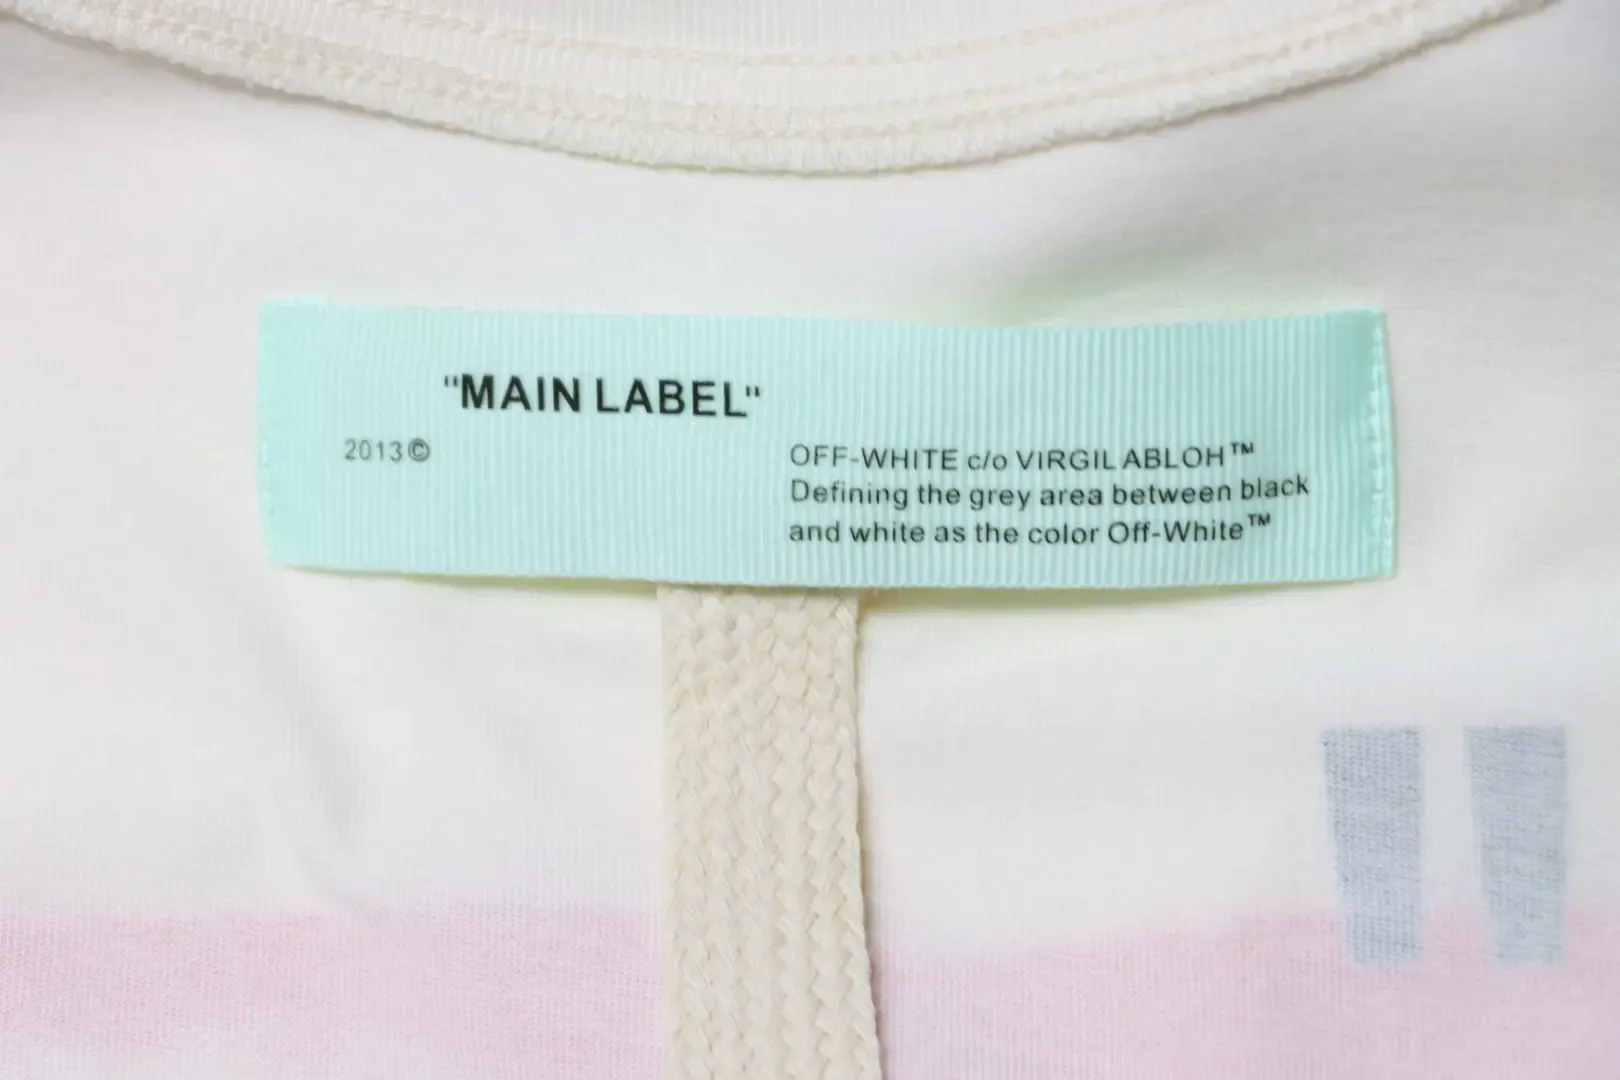 "MAIN LABEL"
2013©
OFF-WHITE c/o VIRGIL ABLOH™
Defining the grey area between black
and white as the color Off-White™
"